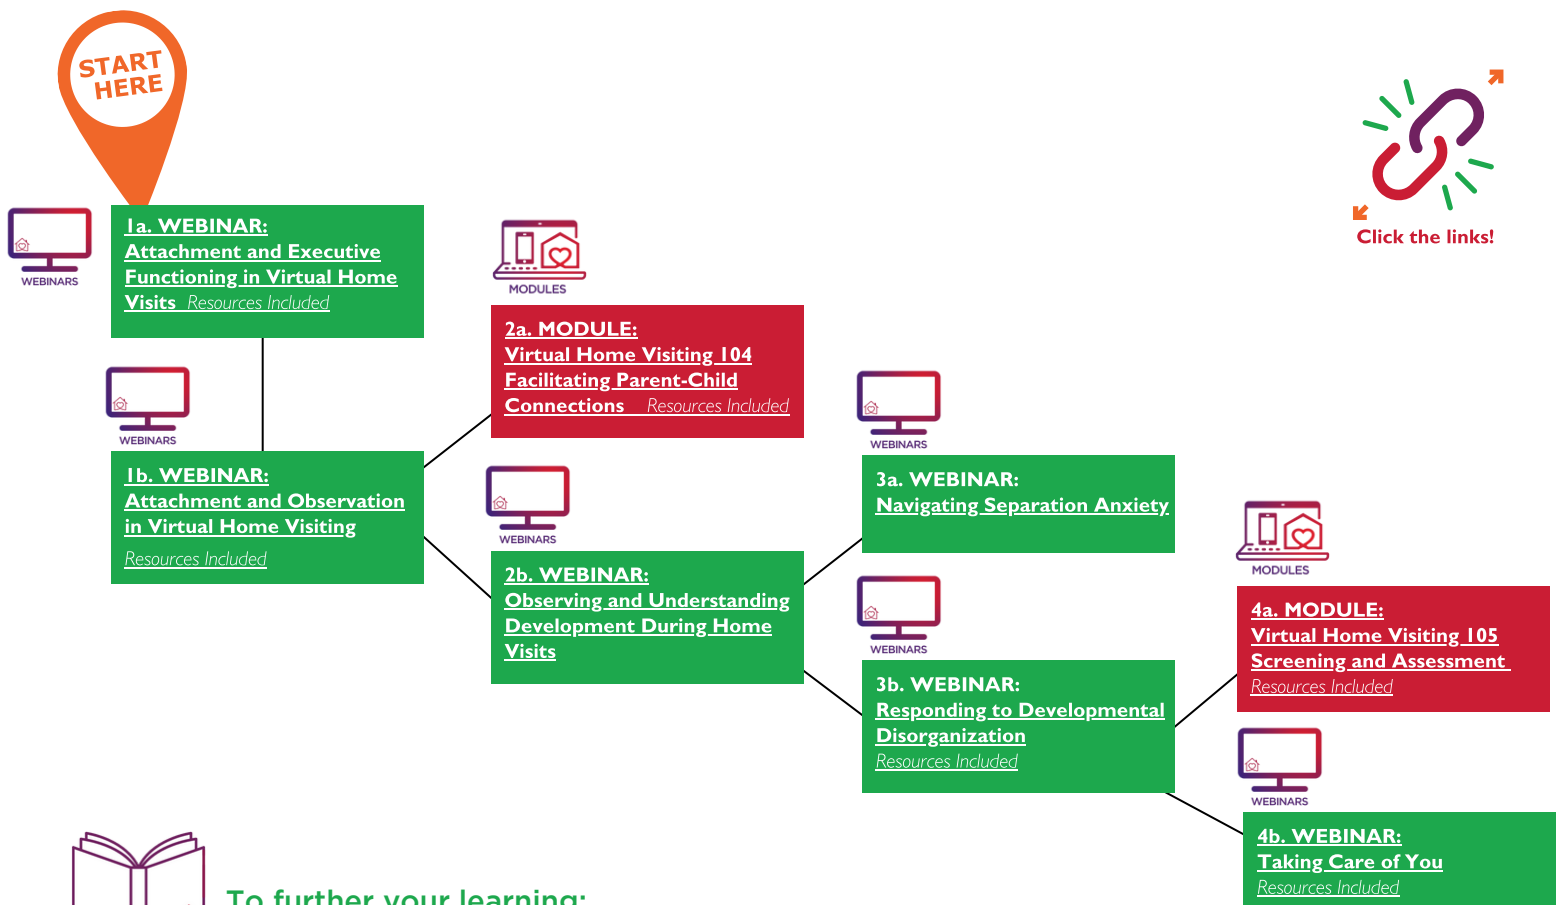 START
HERE
WEBINARS
1a. WEBINAR:
Attachment and Executive
Functioning in Virtual Home
Visits Resources Included
MODULES
2a. MODULE:
Virtual Home Visiting 104
Facilitating Parent-Child
Connections Resources Included
Click the links!
WEBINARS
1b. WEBINAR:
Attachment and Observation
in Virtual Home Visiting
Resources Included
WEBINARS
2b. WEBINAR:
Observing and Understanding
Development During Home
Visits
WEBINARS
3a. WEBINAR:
Navigating Separation Anxiety
WEBINARS
3b. WEBINAR:
Responding to Developmental
Disorganization
Resources Included
MODULES
4a. MODULE:
Virtual Home Visiting 105
Screening and Assessment
Resources Included
WEBINARS
4b. WEBINAR:
Taking Care of You
Resources Included
To further your learning: